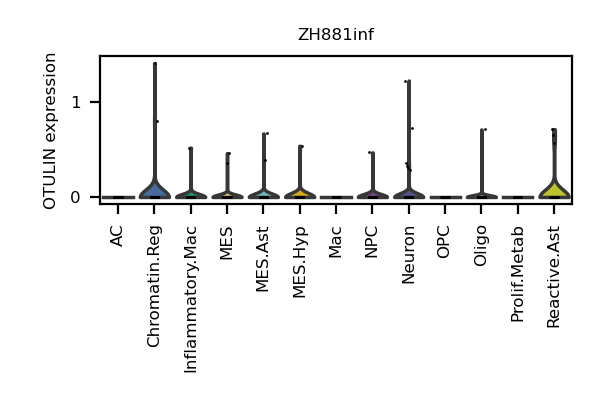 ZH881inf
OTULIN expression
1
0
AC
Chromatin.Reg
Inflammatory.Mac
MES
MES.Ast
MES.Hyp
Mac
NPC
Neuron
OPC
Oligo
Prolif.Metab
Reactive.Ast